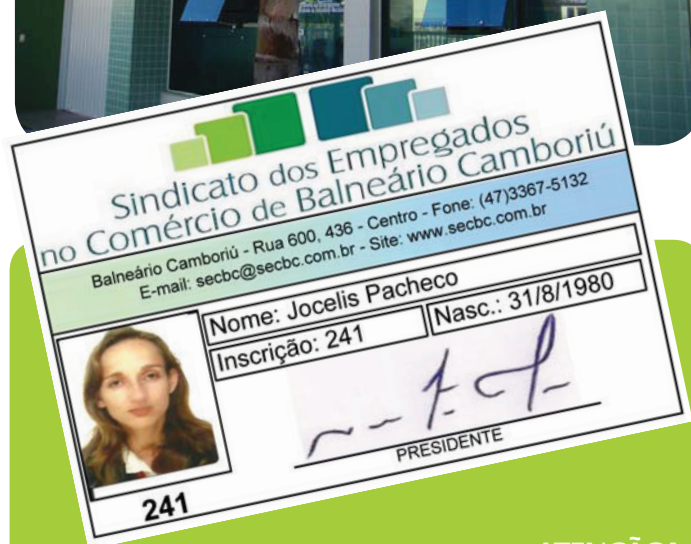 Sindicato dos Empregados
no Comércio de Balneário Camboriú
Balneário Camboriú - Rua 600, 436 - Centro - Fone: (47)3367-5132
E-mail: secbc@secbc.com.br - Site: www.secbc.com.br
Nome: Jocelis Pacheco
Inscrição: 241
Nasc.: 31/8/1980
PRESIDENTE
241